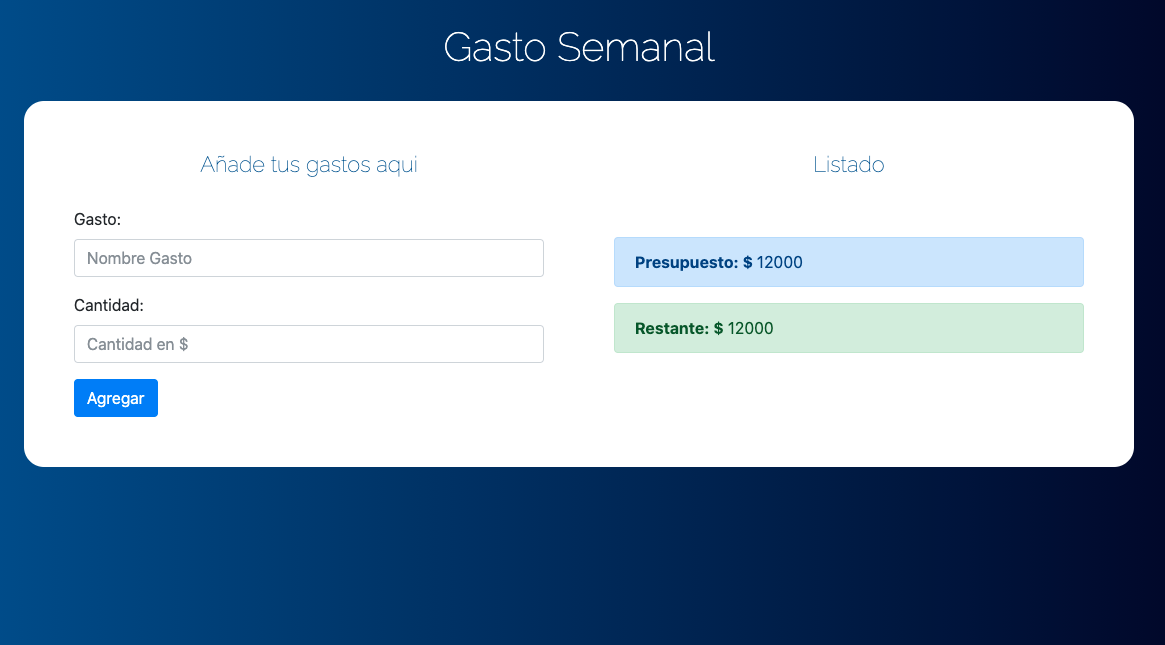 Gasto Semanal
Añade tus gastos aqui
Gasto:
Nombre Gasto
Cantidad:
Cantidad en $
Agregar
Listado
Presupuesto: $ 12000
Restante: $ 12000